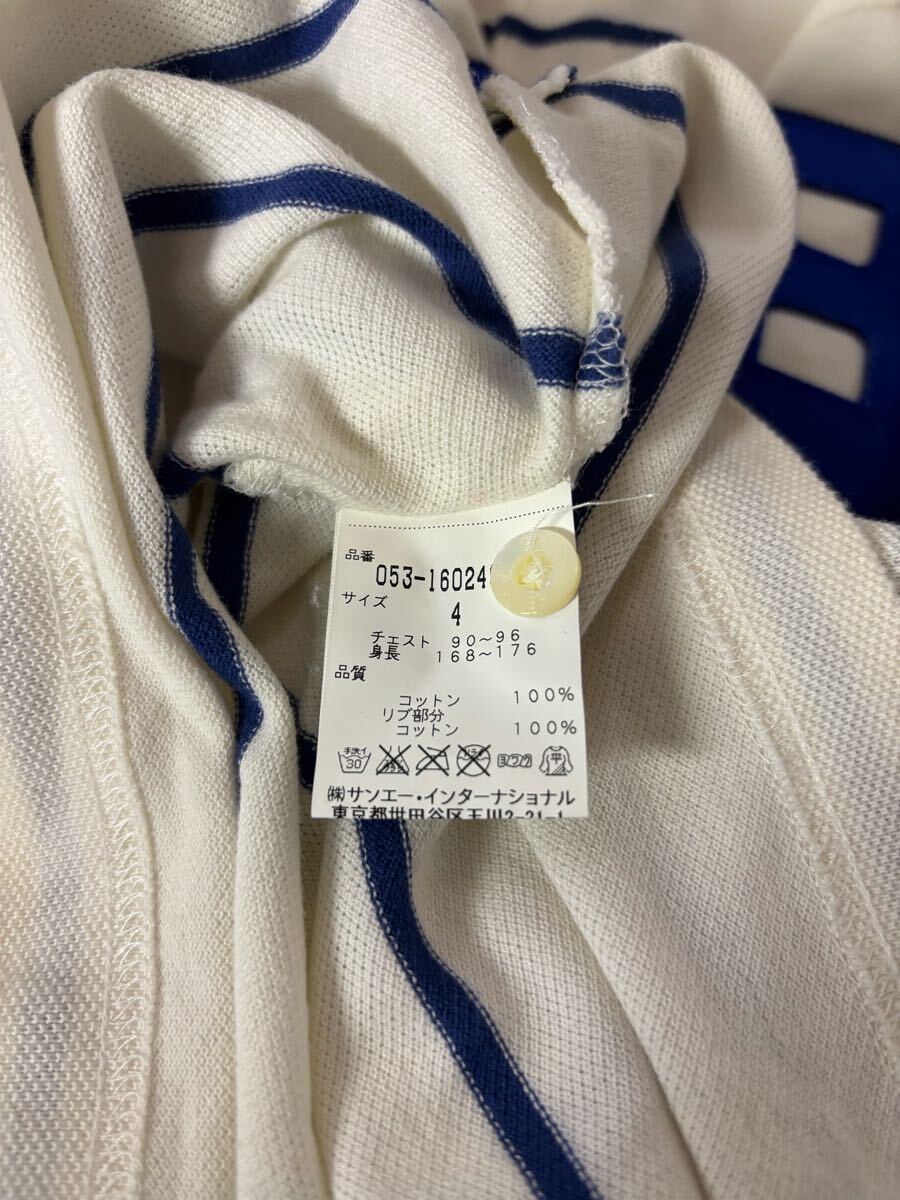 品番
053-16024
サイズ
4
チェスト 90~96
身長 168~176
品質
コットン 100%
リブ部分
コットン 100%
手洗イ 30 平
㈱サンエー・インターナショナル
東京都世田谷区玉川2-21-1